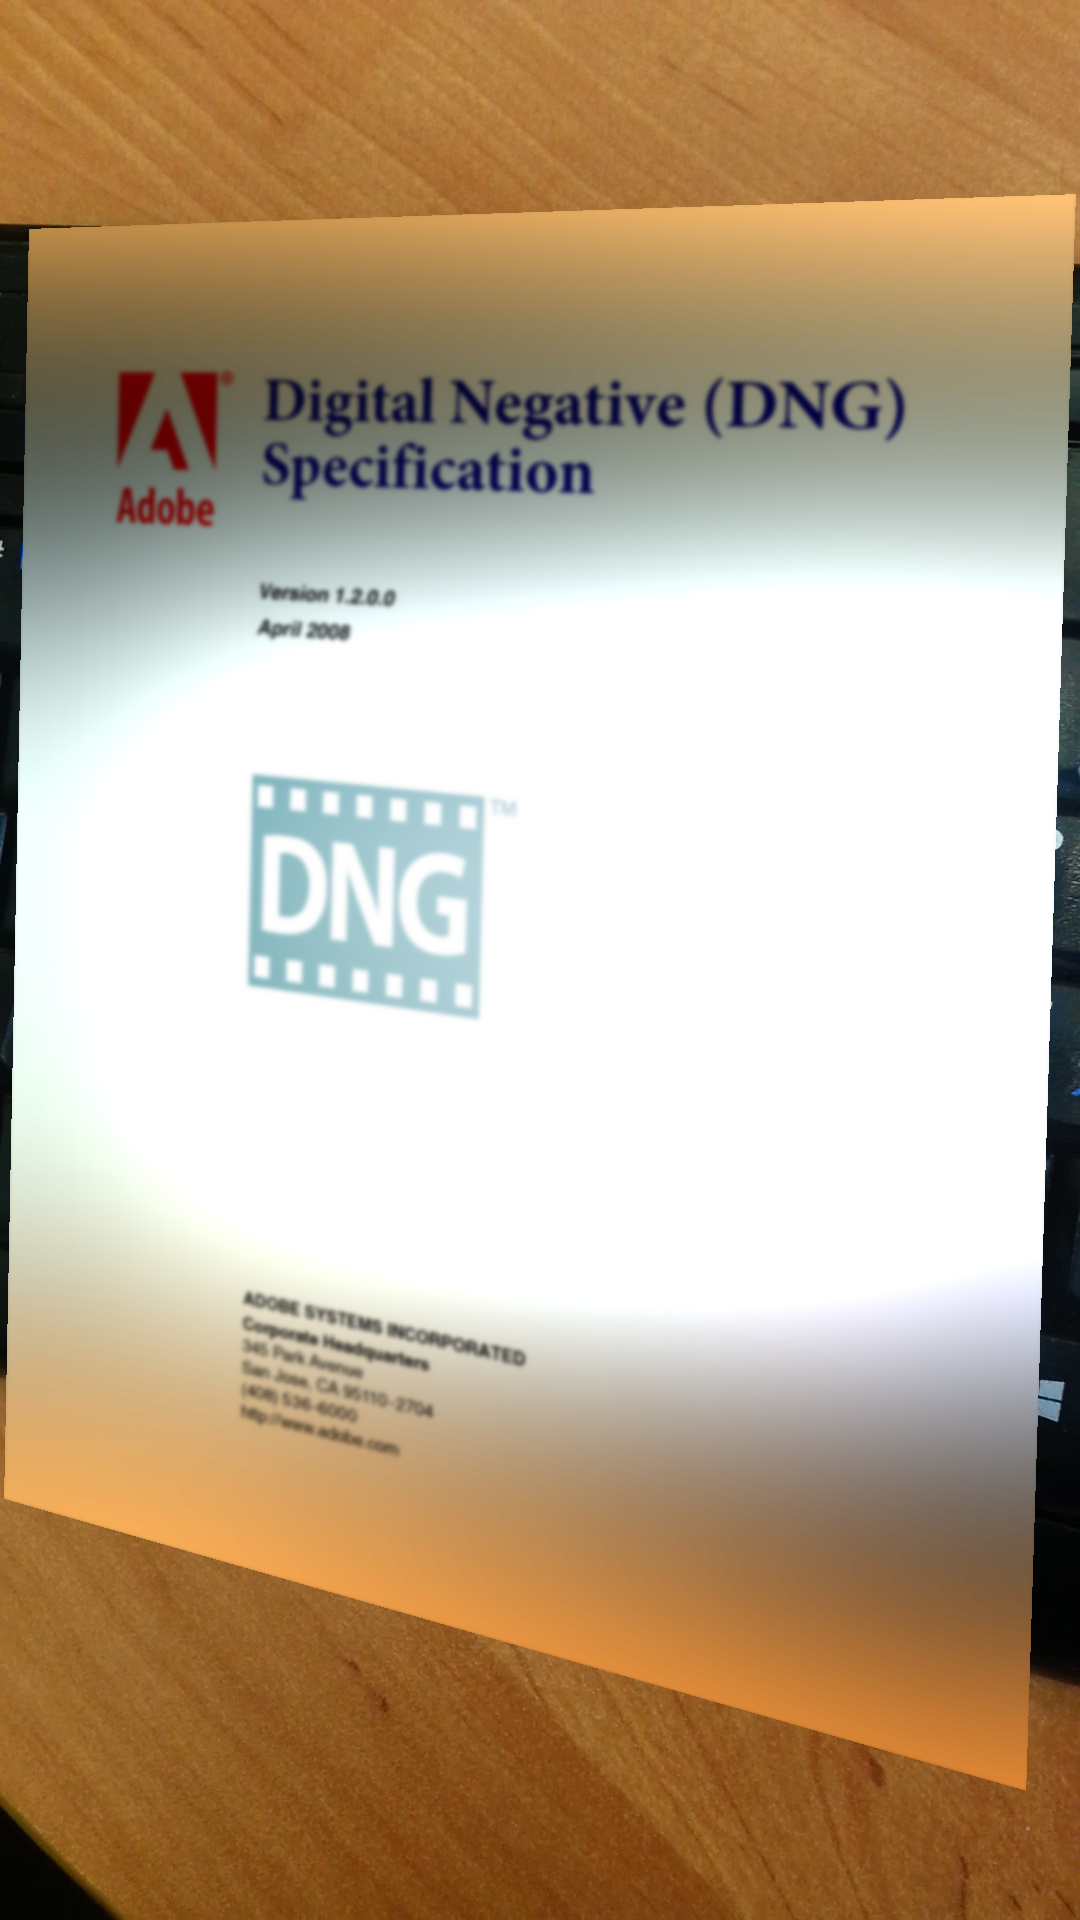 Digital Negative (DNG)
Specification
Adobe®
Version 1.2.0.0
April 2008
DNG™
ADOBE SYSTEMS INCORPORATED
Corporate Headquarters
345 Park Avenue
San Jose, CA 95110-2704
(408) 536-6000
http://www.adobe.com